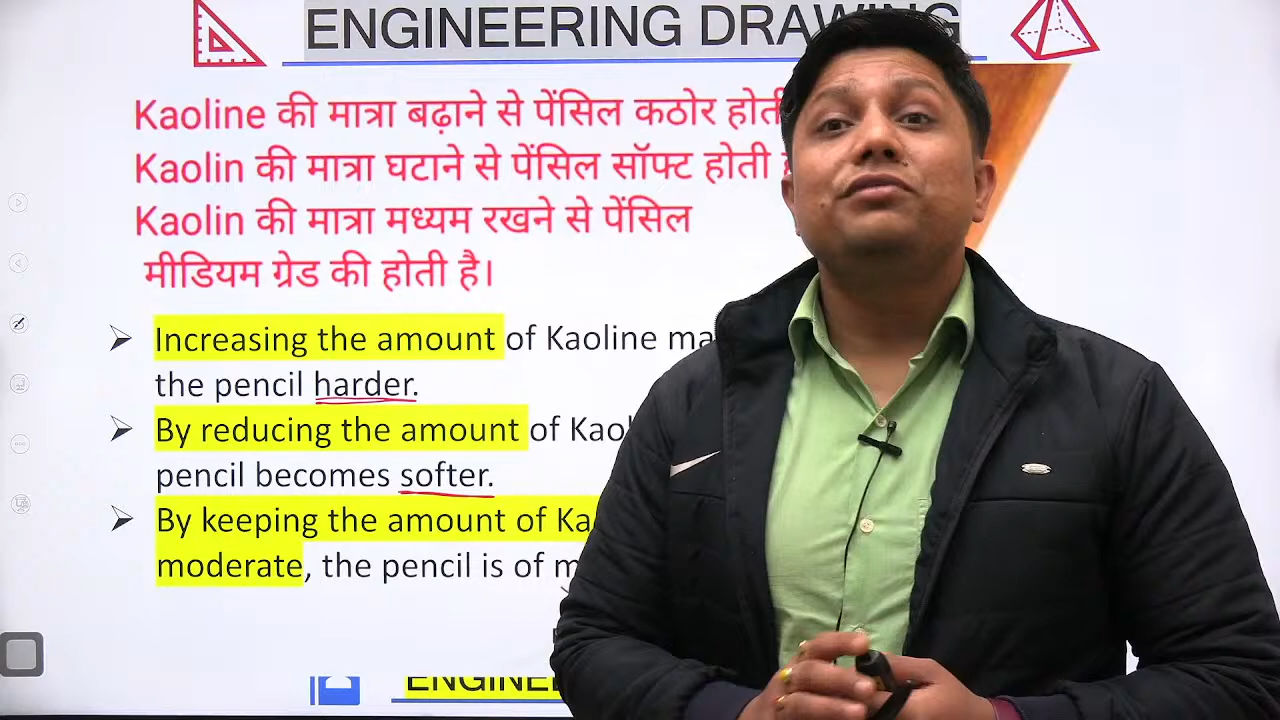 ENGINEERING DRAWING
Kaoline की मात्रा बढ़ाने से पेंसिल कठोर होती
Kaolin की मात्रा घटाने से पेंसिल सॉफ्ट होती
Kaolin की मात्रा मध्यम रखने से पेंसिल
मीडियम ग्रेड की होती है।
Increasing the amount of Kaoline ma
the pencil harder.
By reducing the amount of Kaol
pencil becomes softer.
By keeping the amount of Ka
moderate, the pencil is of m